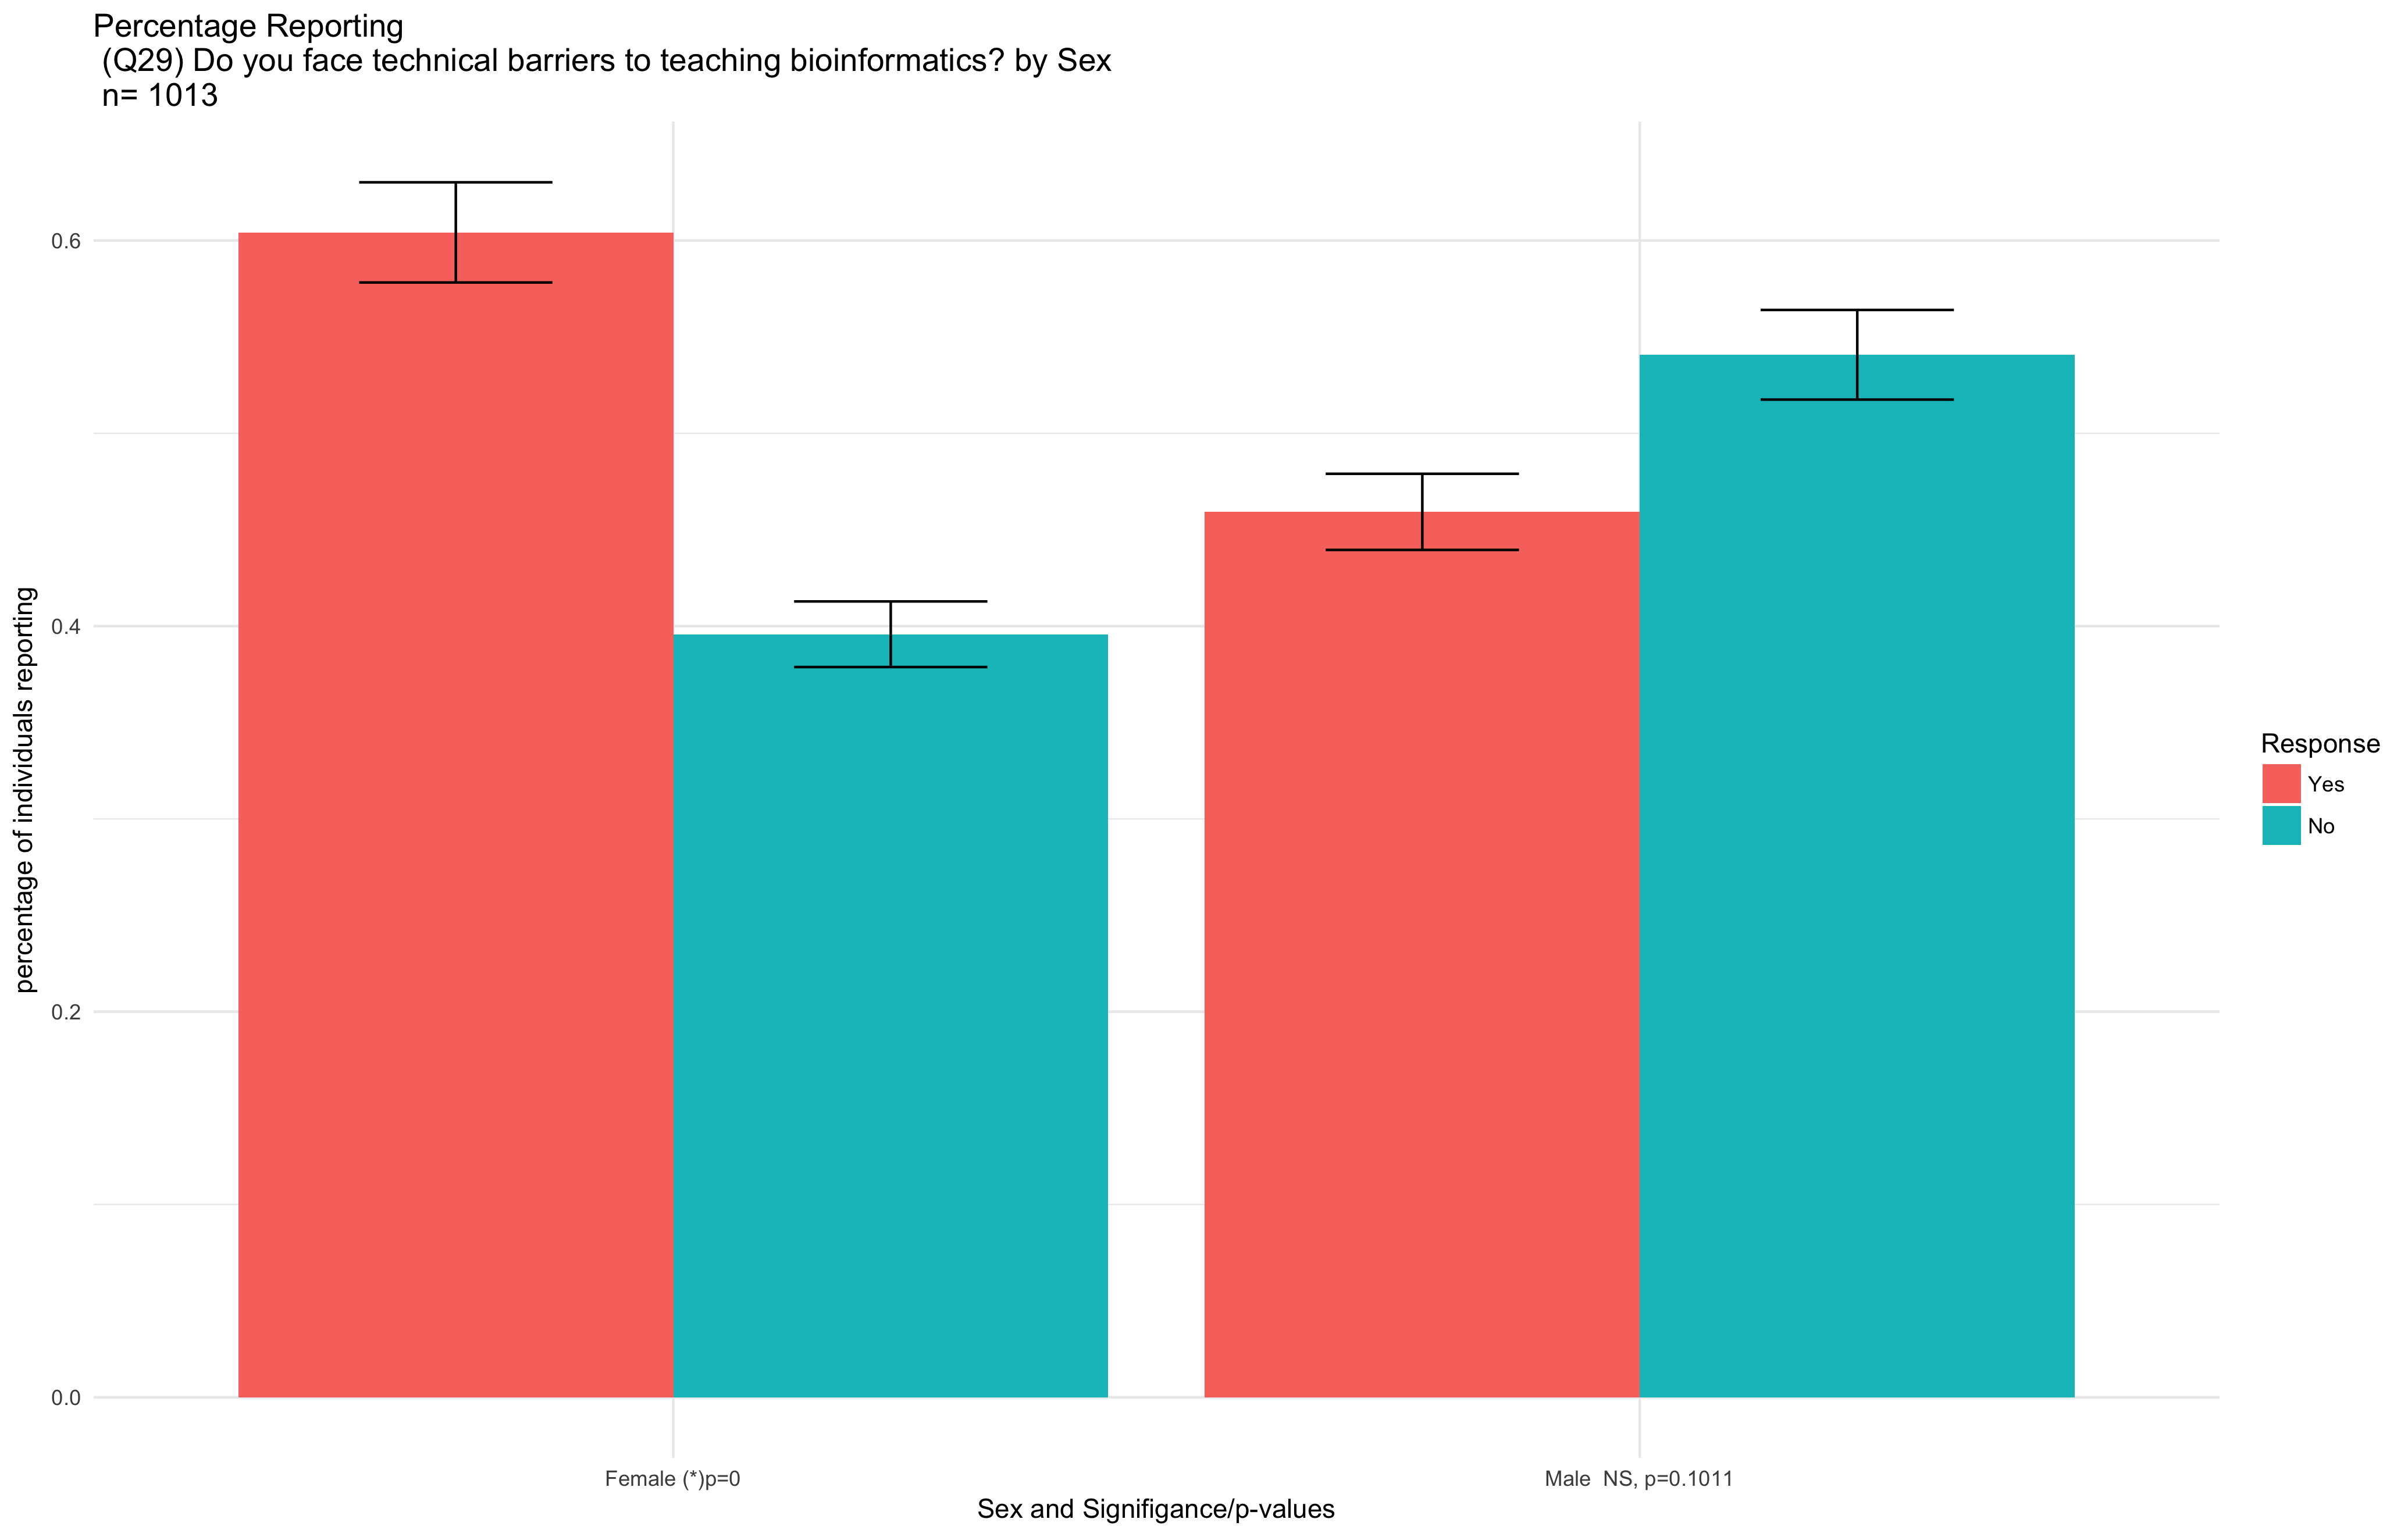 Percentage Reporting
(Q29) Do you face technical barriers to teaching bioinformatics? by Sex
n= 1013
percentage of individuals reporting
0.6
0.4
0.2
0.0
Female (*)p=0
Male  NS, p=0.1011
Sex and Signifigance/p-values
Response
Yes
No